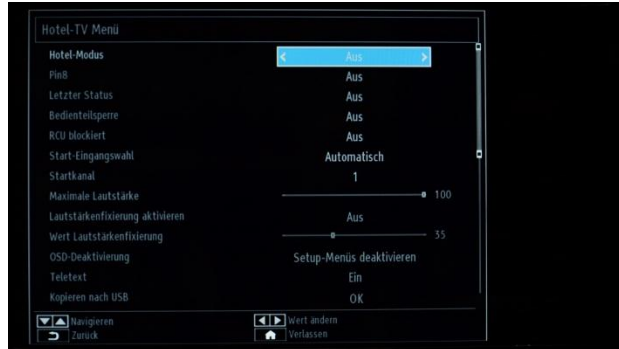 Hotel-TV Menü
Hotel-Modus Aus
Pin8 Aus
Letzter Status Aus
Bedienteilsperre Aus
RCU blockiert Aus
Start-Eingangswahl Automatisch
Startkanal 1
Maximale Lautstärke 100
Lautstärkenfixierung aktivieren Aus
Wert Lautstärkenfixierung 35
OSD-Deaktivierung Setup-Menüs deaktivieren
Teletext Ein
Kopieren nach USB OK
Navigieren Wert ändern
Zurück Verlassen